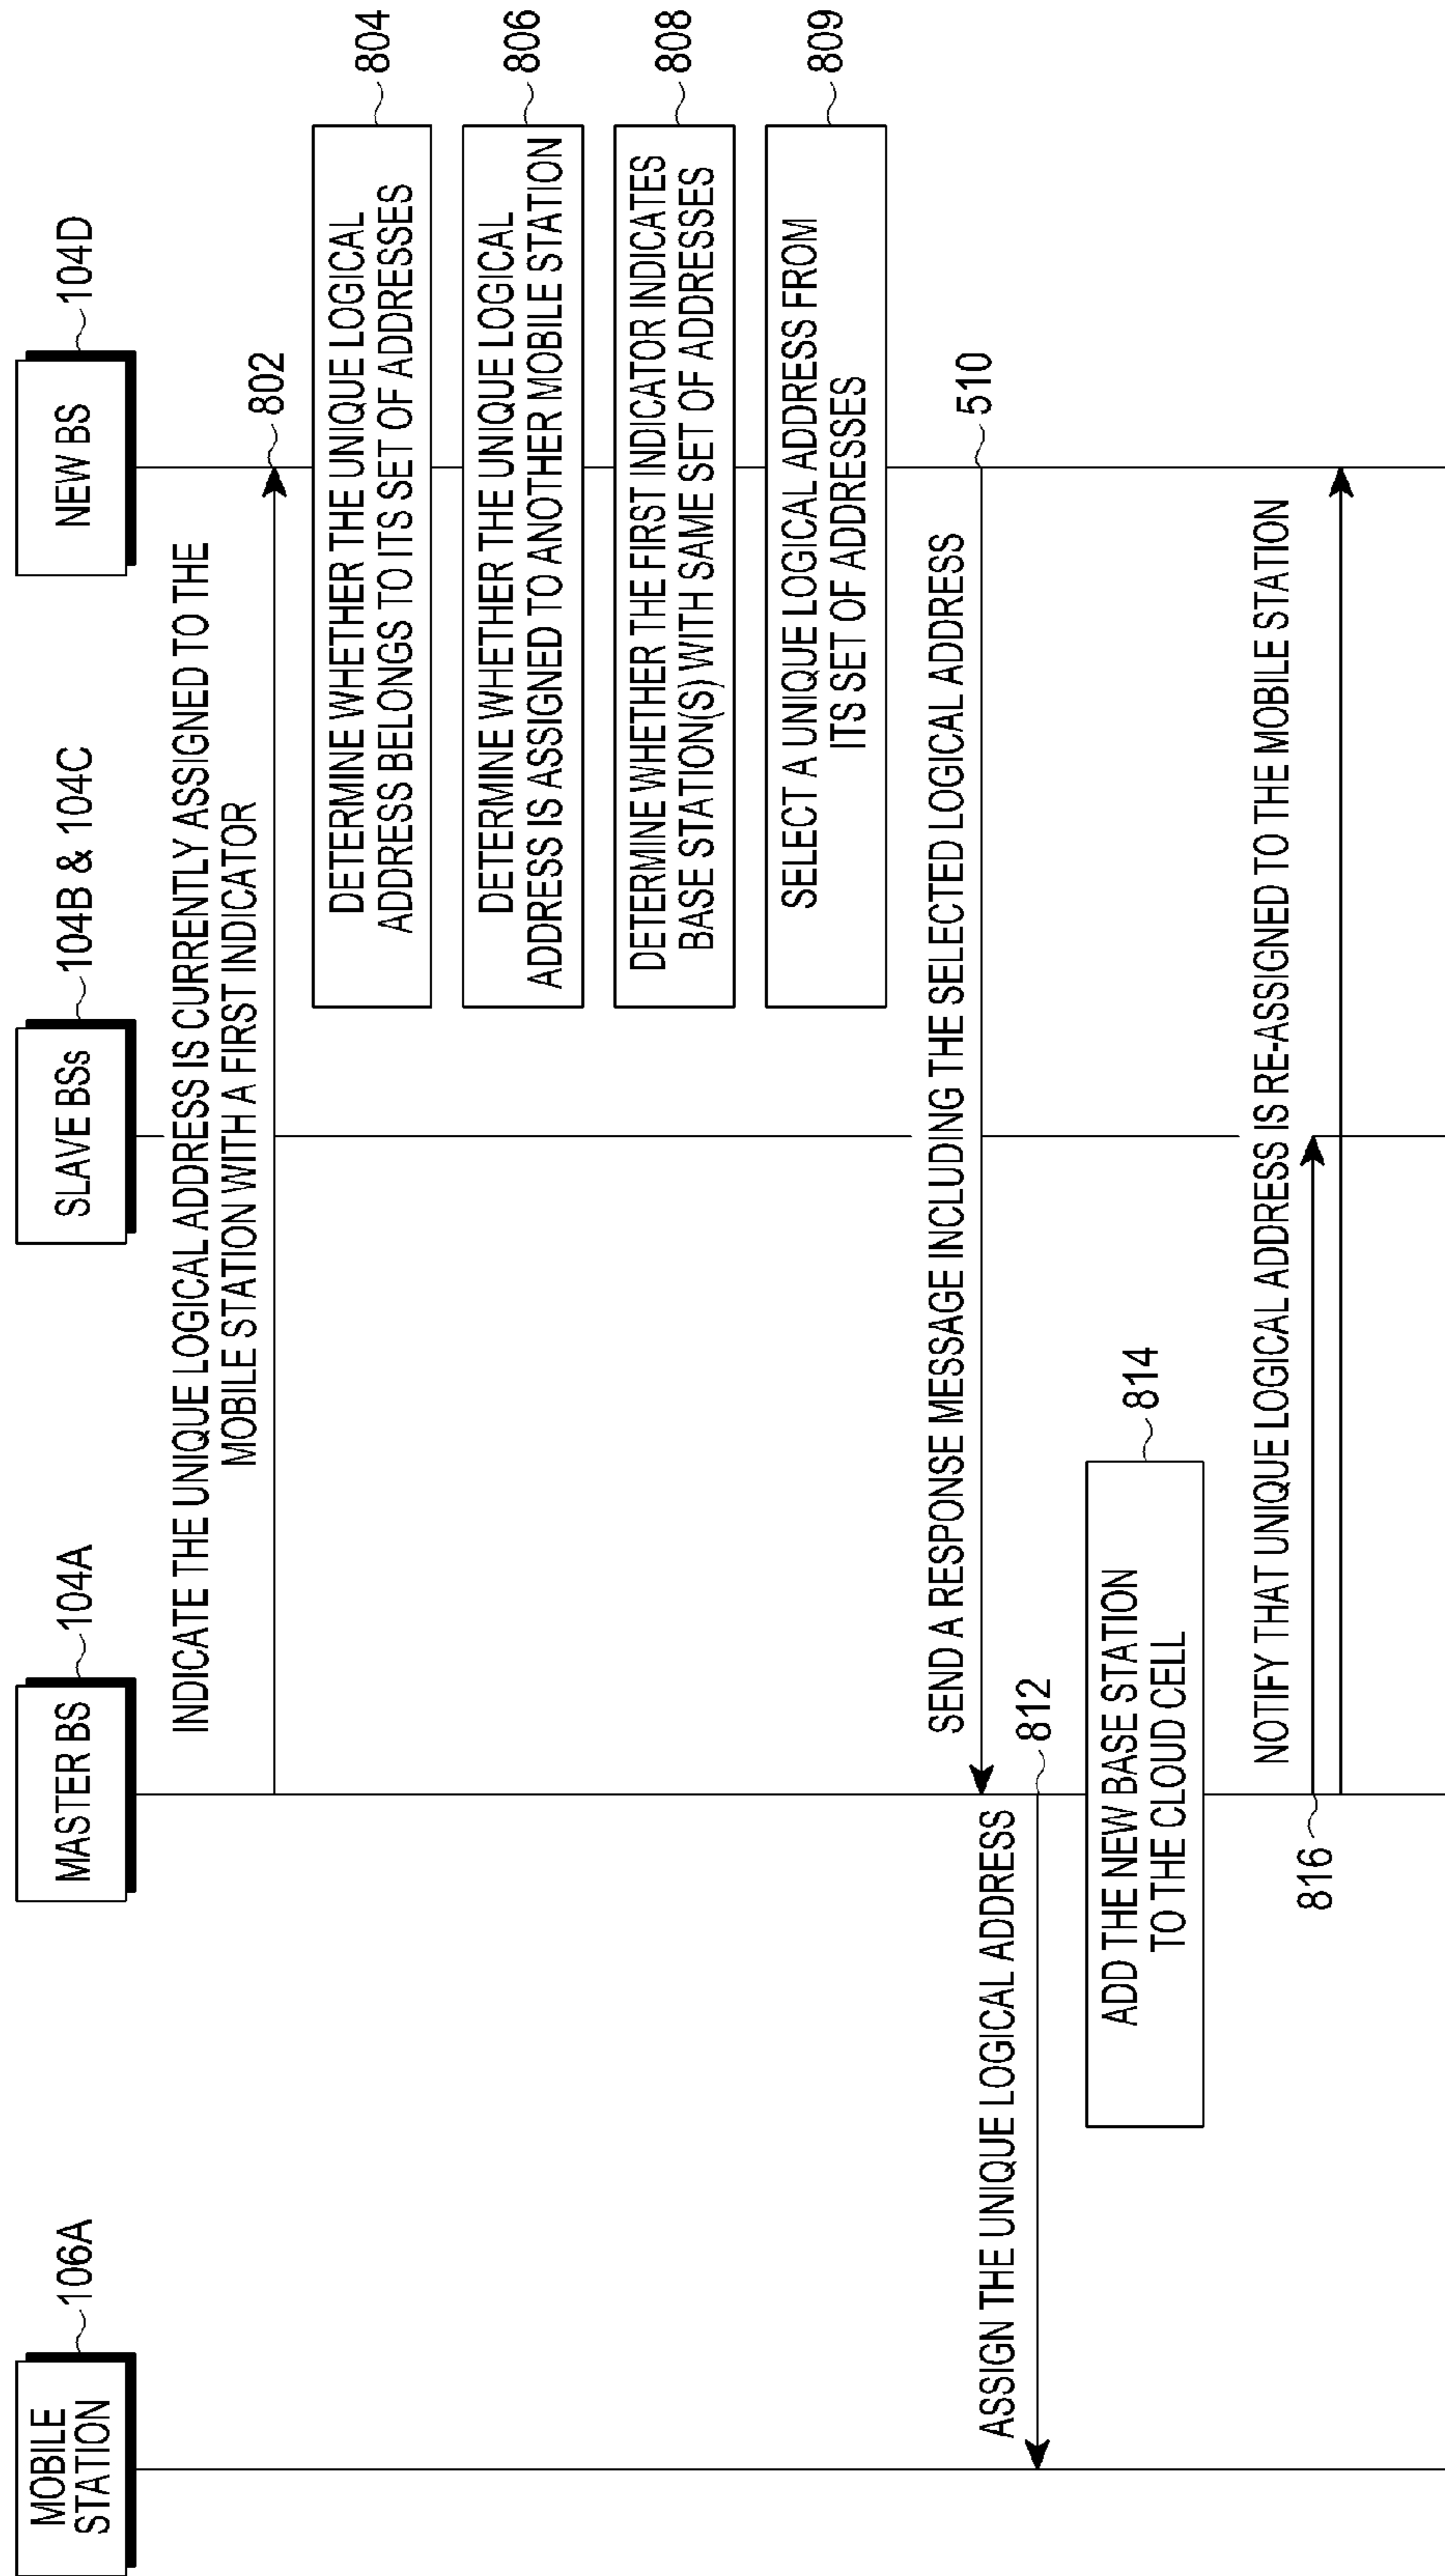 MOBILE
STATION
106A
MASTER BS
104A
SLAVE BSs
104B & 104C
NEW BS
104D
INDICATE THE UNIQUE LOGICAL ADDRESS IS CURRENTLY ASSIGNED TO THE
MOBILE STATION WITH A FIRST INDICATOR
802
DETERMINE WHETHER THE UNIQUE LOGICAL
ADDRESS BELONGS TO ITS SET OF ADDRESSES
804
DETERMINE WHETHER THE UNIQUE LOGICAL
ADDRESS IS ASSIGNED TO ANOTHER MOBILE STATION
806
DETERMINE WHETHER THE FIRST INDICATOR INDICATES
BASE STATION(S) WITH SAME SET OF ADDRESSES
808
SELECT A UNIQUE LOGICAL ADDRESS FROM
ITS SET OF ADDRESSES
809
SEND A RESPONSE MESSAGE INCLUDING THE SELECTED LOGICAL ADDRESS
510
ASSIGN THE UNIQUE LOGICAL ADDRESS
812
ADD THE NEW BASE STATION
TO THE CLOUD CELL
814
NOTIFY THAT UNIQUE LOGICAL ADDRESS IS RE-ASSIGNED TO THE MOBILE STATION
816